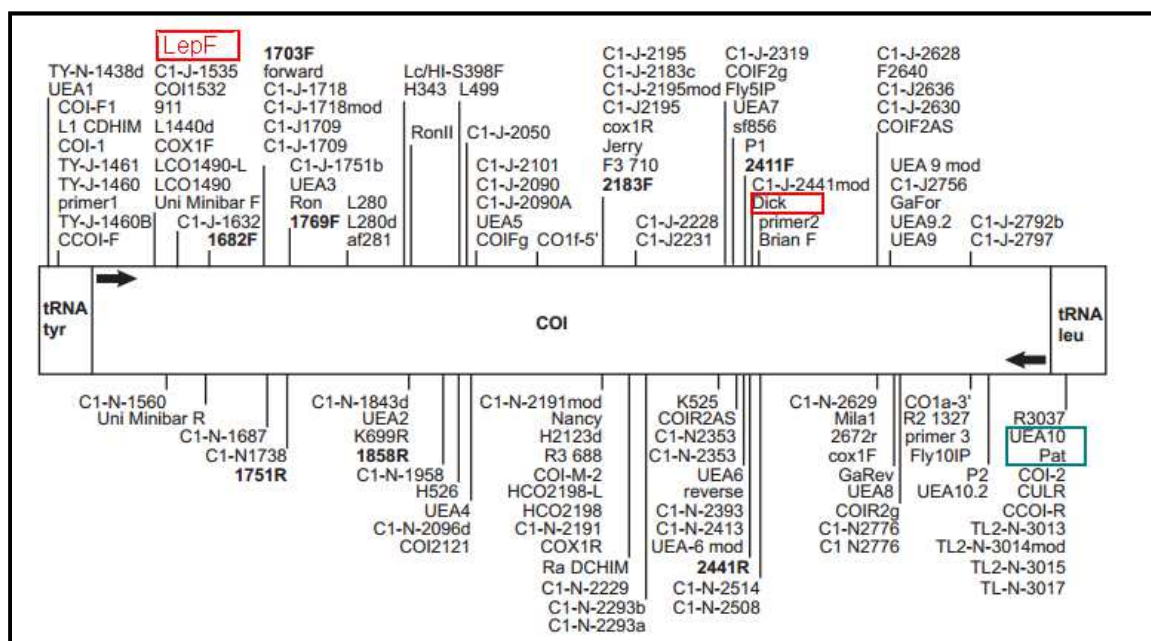 LepF
TY-N-1438d
UEA1
COI-F1
L1 CDHIM
COI-1
TY-J-1461
TY-J-1460
primer1
TY-J-1460B
CCOI-F
C1-J-1535
COI1532
911
L1440d
COX1F
LCO1490-L
LCO1490
Uni Minibar F
C1-J-1632
1682F
1703F
forward
C1-J-1718
C1-J-1718mod
C1-J1709
C1-J-1709
C1-J-1751b
UEA3
Ron
1769F
L280
L280d
af281
Lc/HI-S398F
H343
L499
RonII
C1-J-2050
C1-J-2101
C1-J-2090
C1-J-2090A
UEA5
COIFg
CO1f-5'
C1-J-2195
C1-J-2183c
C1-J-2195mod
C1-J2195
cox1R
Jerry
F3 710
2183F
C1-J-2228
C1-J2231
C1-J-2319
COIF2g
Fly5IP
UEA7
sf856
P1
2411F
C1-J-2441mod
Dick
primer2
Brian F
C1-J-2628
F2640
C1-J2636
C1-J-2630
COIF2AS
UEA 9 mod
C1-J2756
GaFor
UEA9.2
UEA9
C1-J-2792b
C1-J-2797
tRNA
tyr
COI
tRNA
leu
C1-N-1560
Uni Minibar R
C1-N-1687
C1-N1738
1751R
C1-N-1843d
UEA2
K699R
1858R
C1-N-1958
H526
UEA4
C1-N-2096d
COI2121
C1-N-2191mod
Nancy
H2123d
R3 688
COI-M-2
HCO2198-L
HCO2198
C1-N-2191
COX1R
Ra DCHIM
C1-N-2229
C1-N-2293b
C1-N-2293a
K525
COIR2AS
C1-N2353
C1-N-2353
UEA6
reverse
C1-N-2393
C1-N-2413
UEA-6 mod
2441R
C1-N-2514
C1-N-2508
C1-N-2629
Mila1
2672r
cox1F
GaRev
UEA8
COIR2g
C1-N2776
C1 N2776
CO1a-3'
R2 1327
primer 3
Fly10IP
P2
UEA10.2
R3037
UEA10
Pat
COI-2
CULR
CCOI-R
TL2-N-3013
TL2-N-3014mod
TL2-N-3015
TL-N-3017